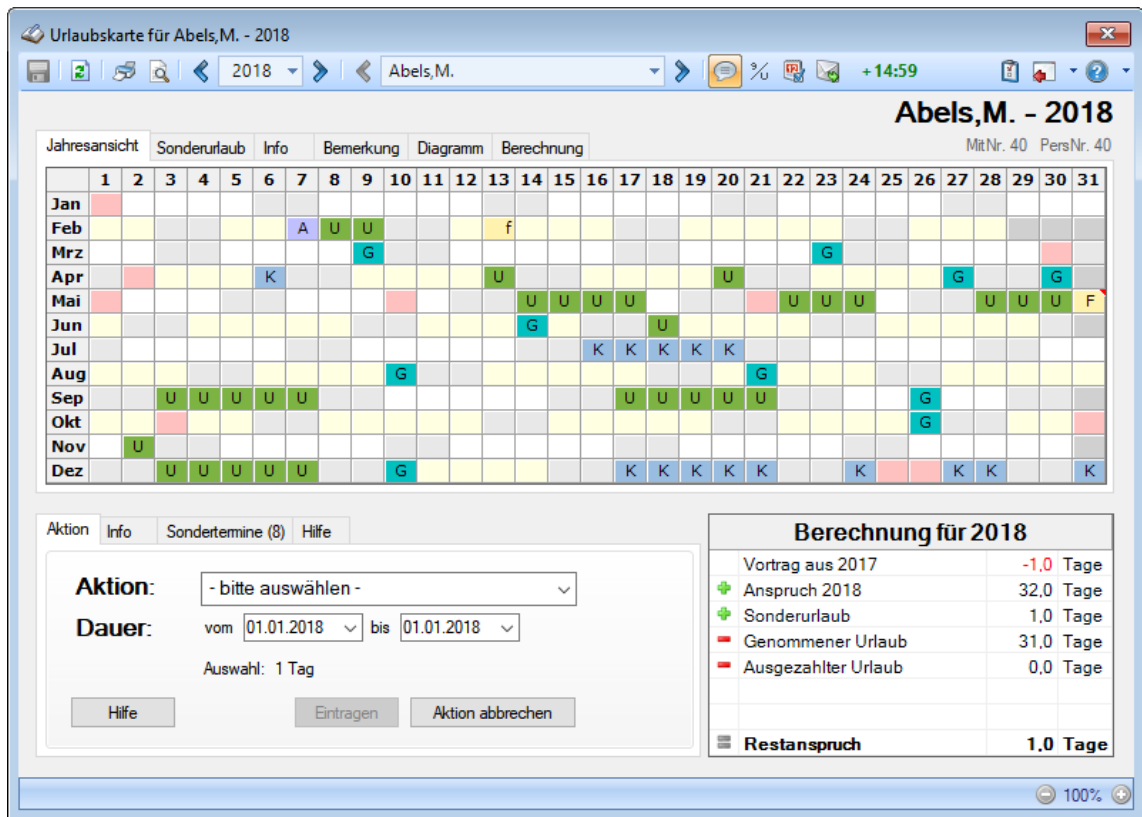 Urlaubskarte für Abels,M. - 2018
2018 Abels,M. % +14:59
Abels,M. - 2018
MitNr. 40 PersNr. 40
Jahresansicht Sonderurlaub Info Bemerkung Diagramm Berechnung
1 2 3 4 5 6 7 8 9 10 11 12 13 14 15 16 17 18 19 20 21 22 23 24 25 26 27 28 29 30 31
Jan
Feb A U U f
Mrz G G
Apr K U U G G
Mai U U U U U U U U U U F
Jun G U
Jul K K K K K
Aug G G
Sep U U U U U U U U U U G
Okt G
Nov U
Dez U U U U U G K K K K K K K K K
Aktion Info Sondertermine (8) Hilfe
Aktion: - bitte auswählen -
Dauer: vom 01.01.2018 bis 01.01.2018
Auswahl: 1 Tag
Hilfe Eintragen Aktion abbrechen
Berechnung für 2018
Vortrag aus 2017 -1,0 Tage
Anspruch 2018 32,0 Tage
Sonderurlaub 1,0 Tage
Genommener Urlaub 31,0 Tage
Ausgezahlter Urlaub 0,0 Tage
Restanspruch 1,0 Tage
100%